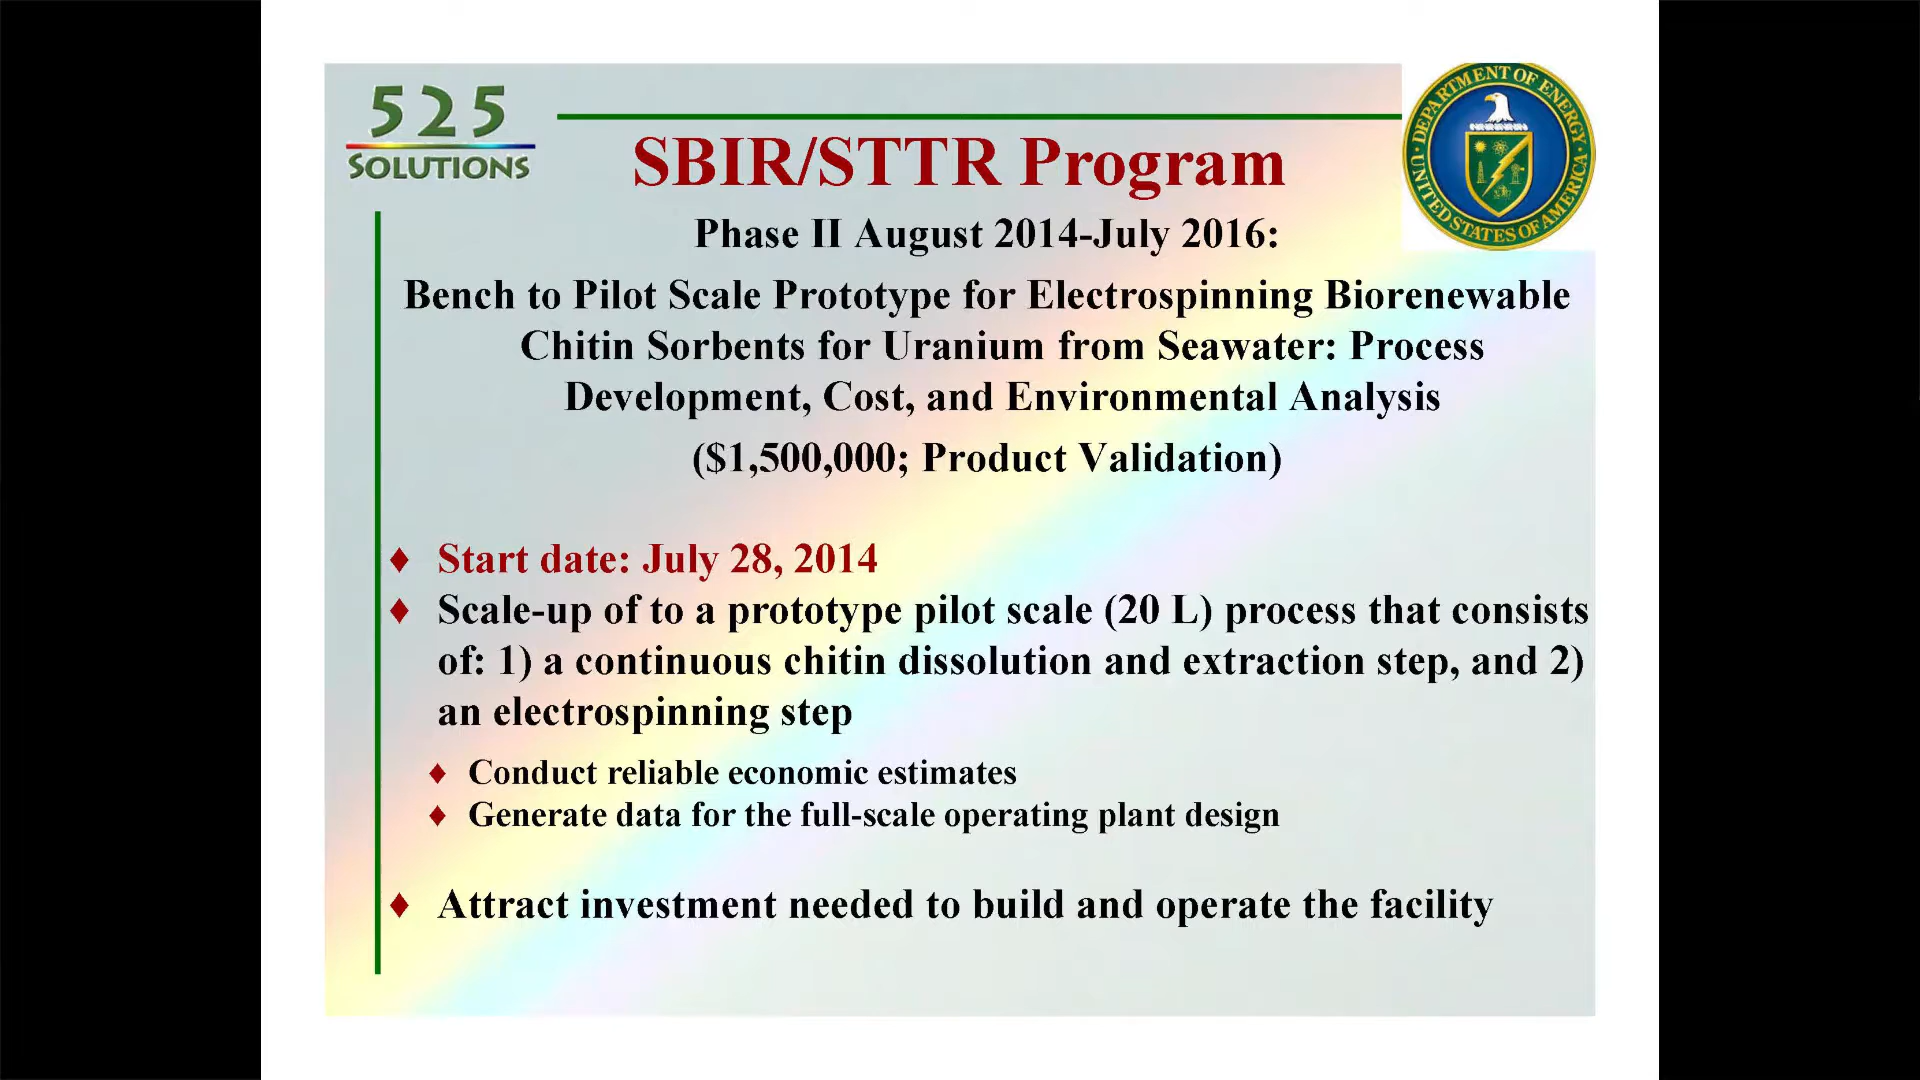 525
SOLUTIONS
DEPARTMENT OF ENERGY
UNITED STATES OF AMERICA
SBIR/STTR Program
Phase II August 2014-July 2016:
Bench to Pilot Scale Prototype for Electrospinning Biorenewable
Chitin Sorbents for Uranium from Seawater: Process
Development, Cost, and Environmental Analysis
($1,500,000; Product Validation)
♦ Start date: July 28, 2014
♦ Scale-up of to a prototype pilot scale (20 L) process that consists
of: 1) a continuous chitin dissolution and extraction step, and 2)
an electrospinning step
♦ Conduct reliable economic estimates
♦ Generate data for the full-scale operating plant design
♦ Attract investment needed to build and operate the facility